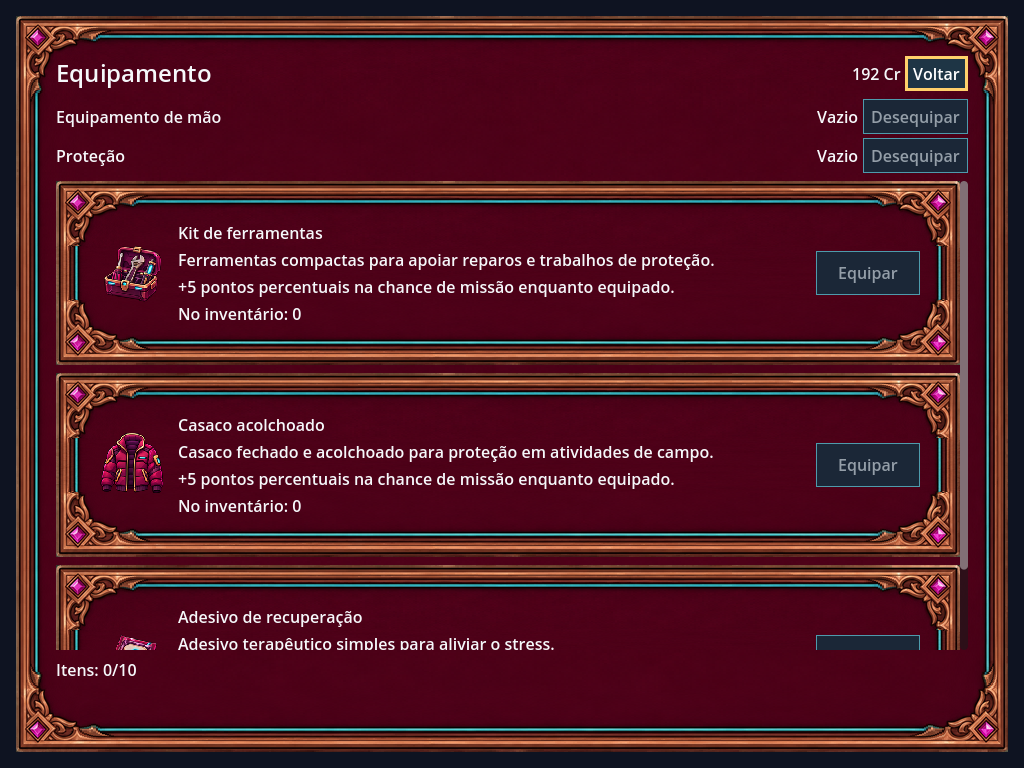 Equipamento
192 Cr Voltar
Equipamento de mão
Vazio Desequipar
Proteção
Vazio Desequipar
Kit de ferramentas
Ferramentas compactas para apoiar reparos e trabalhos de proteção.
+5 pontos percentuais na chance de missão enquanto equipado.
No inventário: 0
Equipar
Casaco acolchoado
Casaco fechado e acolchoado para proteção em atividades de campo.
+5 pontos percentuais na chance de missão enquanto equipado.
No inventário: 0
Equipar
Adesivo de recuperação
Adesivo terapêutico simples para aliviar o stress.
Itens: 0/10